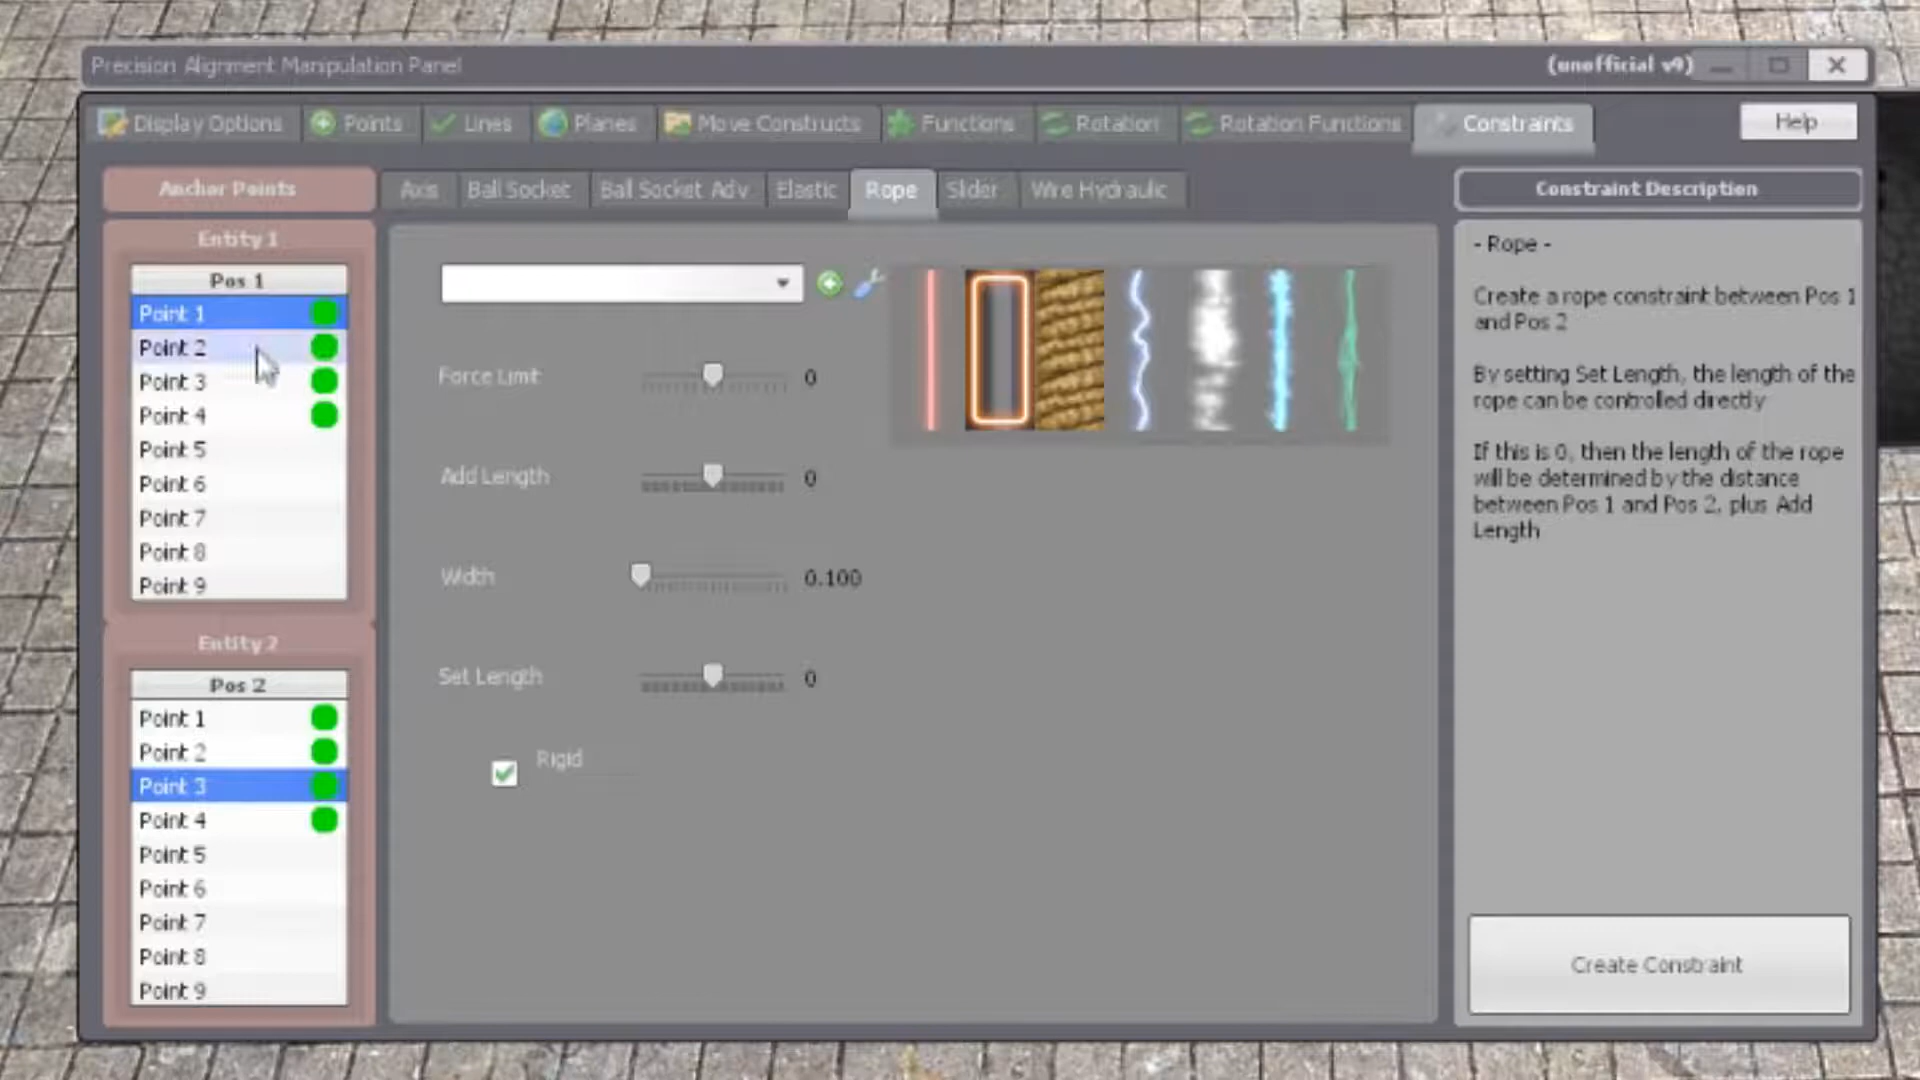 Precision Alignment Manipulation Panel
(unofficial v9)
Display Options
Points
Lines
Planes
Move Constructs
Functions
Rotation
Rotation Functions
Constraints
Help
Anchor Points
Axis
Ball Socket
Ball Socket Adv
Elastic
Rope
Slider
Wire Hydraulic
Constraint Description
Entity 1
Pos 1
Point 1
Point 2
Point 3
Point 4
Point 5
Point 6
Point 7
Point 8
Point 9
Entity 2
Pos 2
Point 1
Point 2
Point 3
Point 4
Point 5
Point 6
Point 7
Point 8
Point 9
Force Limit
0
Add Length
0
Width
0.100
Set Length
0
Rigid
- Rope -
Create a rope constraint between Pos 1
and Pos 2
By setting Set Length, the length of the
rope can be controlled directly
If this is 0, then the length of the rope
will be determined by the distance
between Pos 1 and Pos 2, plus Add
Length
Create Constraint